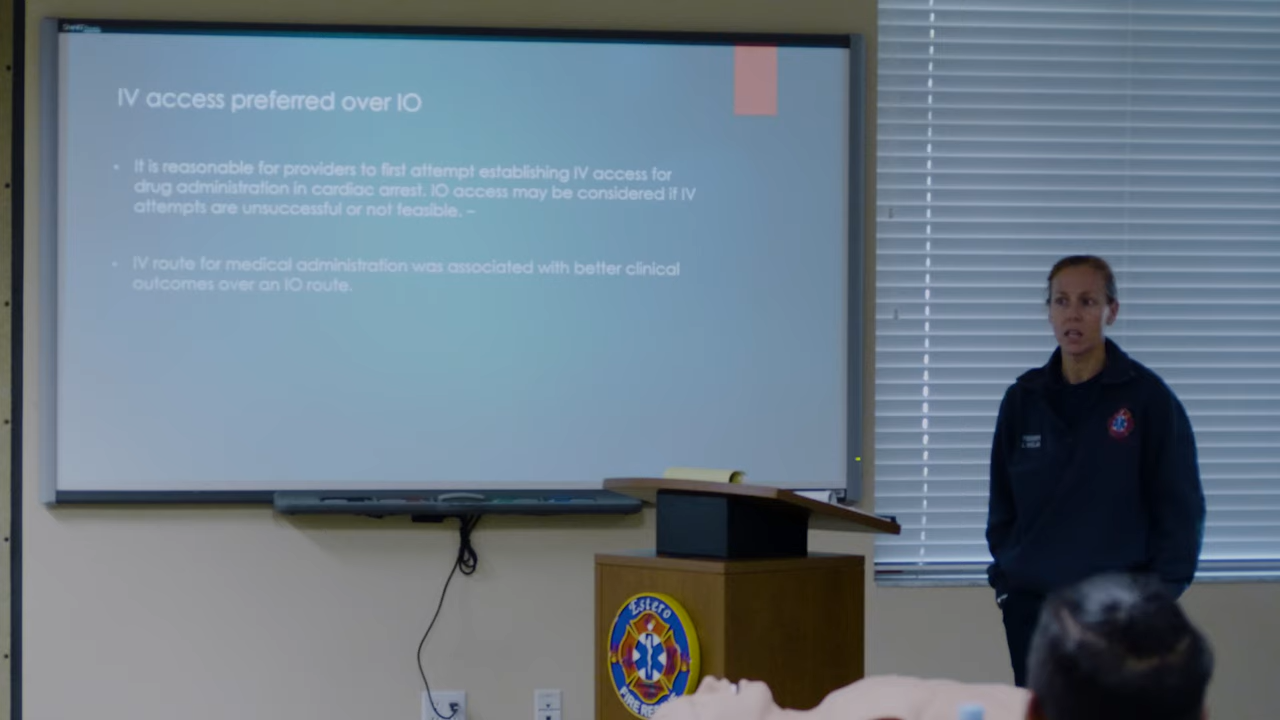 IV access preferred over IO
• It is reasonable for providers to first attempt establishing IV access for
drug administration in cardiac arrest. IO access may be considered if IV
attempts are unsuccessful or not feasible. –
• IV route for medical administration was associated with better clinical
outcomes over an IO route.
Estero
FIRE